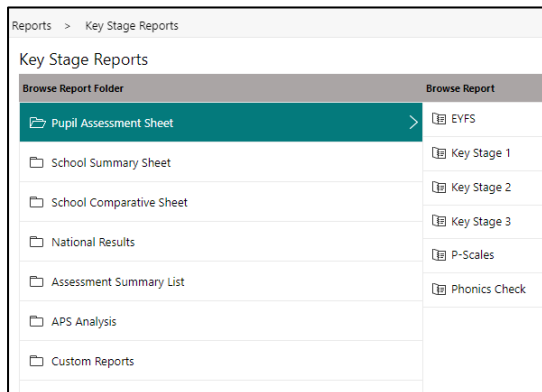 Reports > Key Stage Reports
Key Stage Reports
Browse Report Folder
Browse Report
Pupil Assessment Sheet
School Summary Sheet
School Comparative Sheet
National Results
Assessment Summary List
APS Analysis
Custom Reports
EYFS
Key Stage 1
Key Stage 2
Key Stage 3
P-Scales
Phonics Check